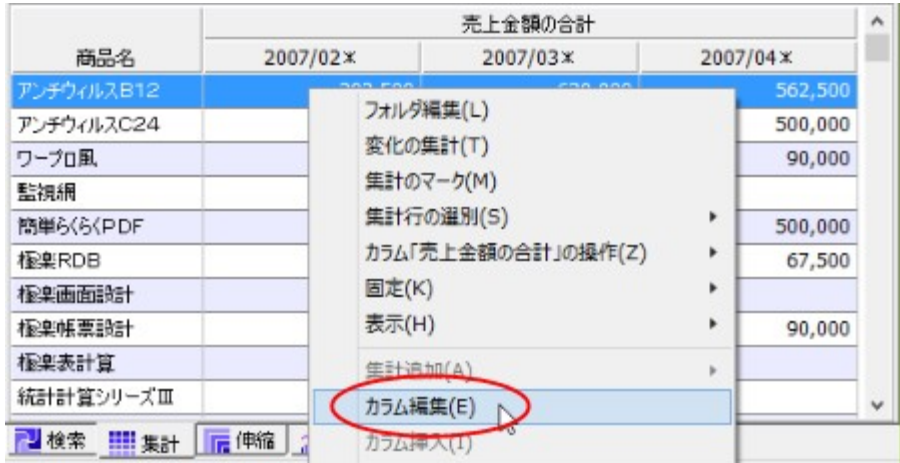 売上金額の合計
商品名 2007/02* 2007/03* 2007/04*
アンチウィルスB12 562,500
アンチウィルスC24 500,000
ワープロ風 90,000
監視網
簡単らくらくPDF 500,000
極楽RDB 67,500
極楽画面設計
極楽帳票設計 90,000
極楽表計算
統計計算シリーズⅢ
フォルダ編集(L)
変化の集計(T)
集計のマーク(M)
集計行の選別(S)
カラム「売上金額の合計」の操作(Z)
固定(K)
表示(H)
集計追加(A)
カラム編集(E)
カラム挿入(I)
検索 集計 伸縮